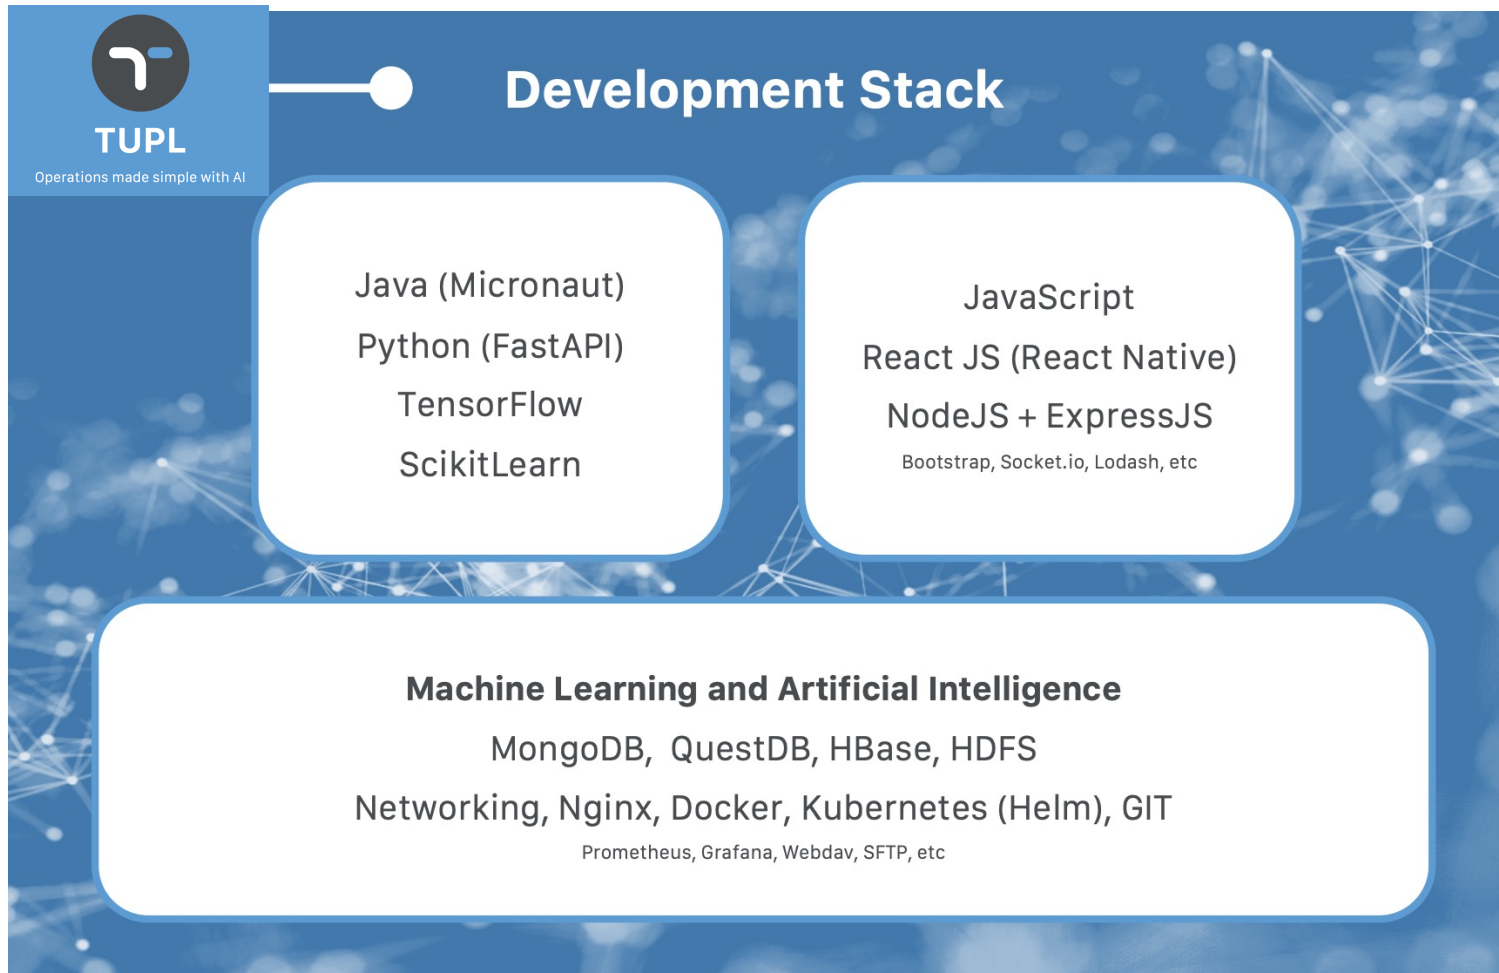 TUPL
Operations made simple with AI
Development Stack
Java (Micronaut)
Python (FastAPI)
TensorFlow
ScikitLearn
JavaScript
React JS (React Native)
NodeJS + ExpressJS
Bootstrap, Socket.io, Lodash, etc
Machine Learning and Artificial Intelligence
MongoDB, QuestDB, HBase, HDFS
Networking, Nginx, Docker, Kubernetes (Helm), GIT
Prometheus, Grafana, Webdav, SFTP, etc